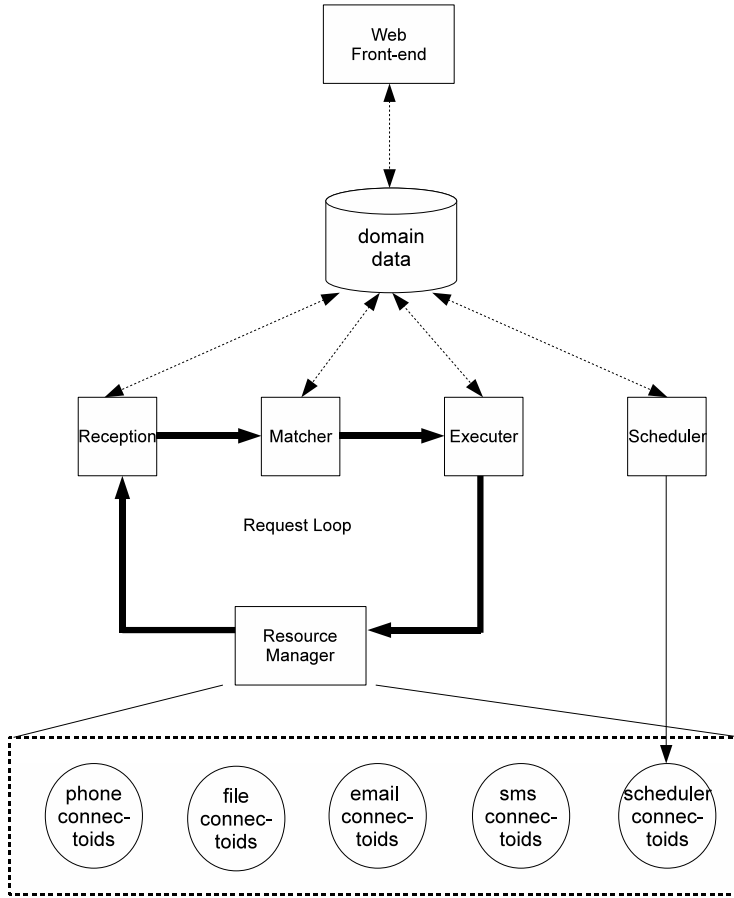 Web
Front-end
domain
data
Reception
Matcher
Executer
Scheduler
Request Loop
Resource
Manager
phone
connec-
toids
file
connec-
toids
email
connec-
toids
sms
connec-
toids
scheduler
connec-
toids